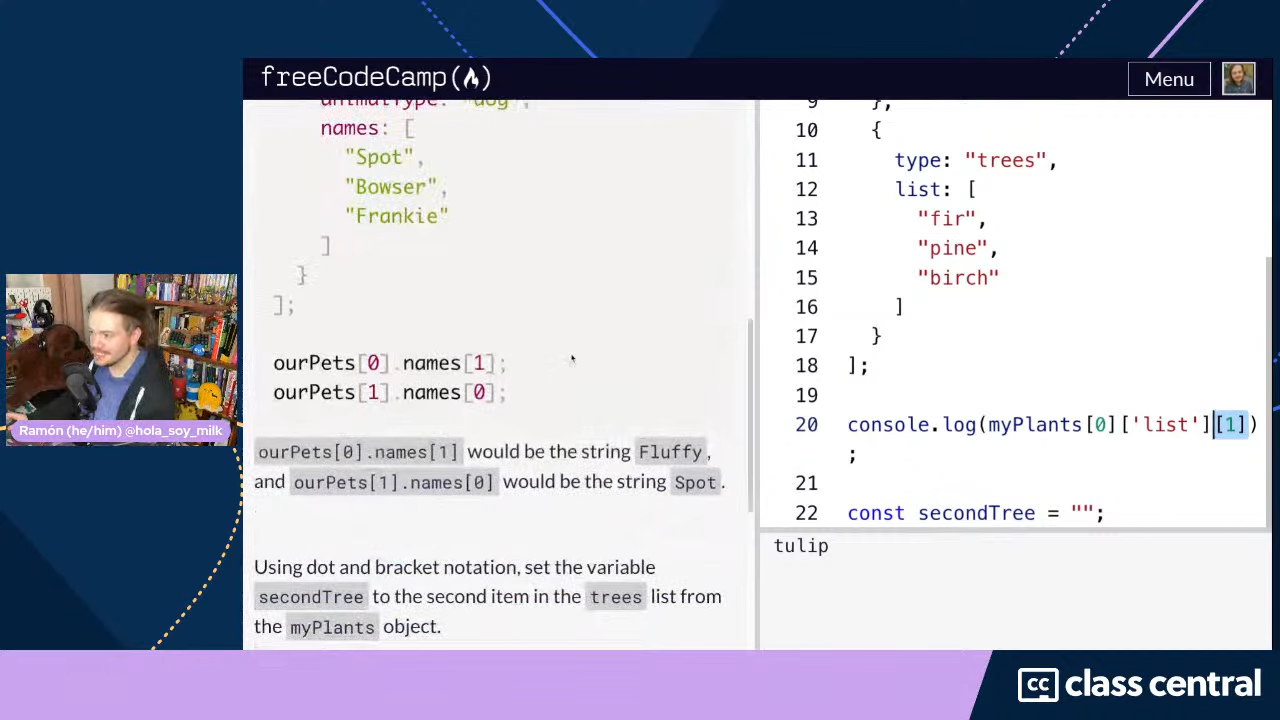 freeCodeCamp(🔥)
Menu
animalType: "dog",
names: [
"Spot",
"Bowser",
"Frankie"
]
}
];
ourPets[0].names[1];
ourPets[1].names[0];
ourPets[0].names[1] would be the string Fluffy,
and ourPets[1].names[0] would be the string Spot.
Using dot and bracket notation, set the variable
secondTree to the second item in the trees list from
the myPlants object.
9 },
10 {
11 type: "trees",
12 list: [
13 "fir",
14 "pine",
15 "birch"
16 ]
17 }
18 ];
19
20 console.log(myPlants[0]['list'][1])
;
21
22 const secondTree = "";
tulip
Ramón (he/him) @hola_soy_milk
cc class central